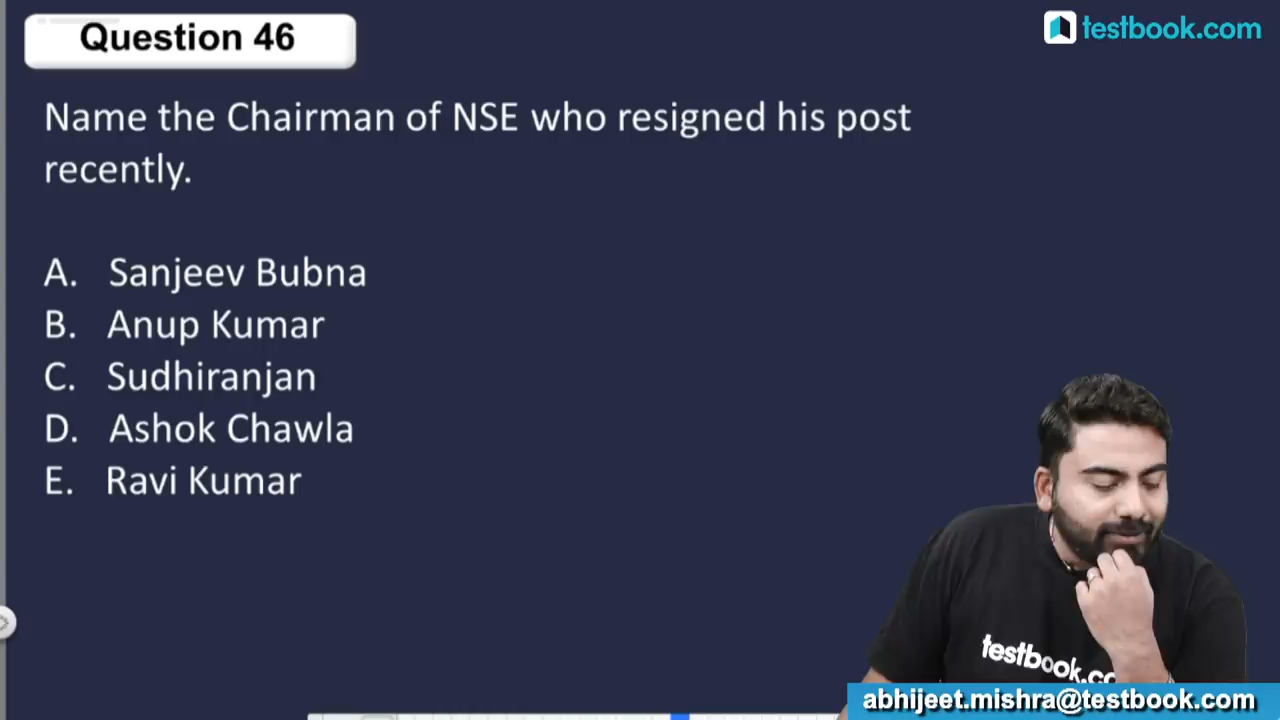 Question 46
testbook.com
Name the Chairman of NSE who resigned his post
recently.
A. Sanjeev Bubna
B. Anup Kumar
C. Sudhiranjan
D. Ashok Chawla
E. Ravi Kumar
testbook.co
abhijeet.mishra@testbook.com